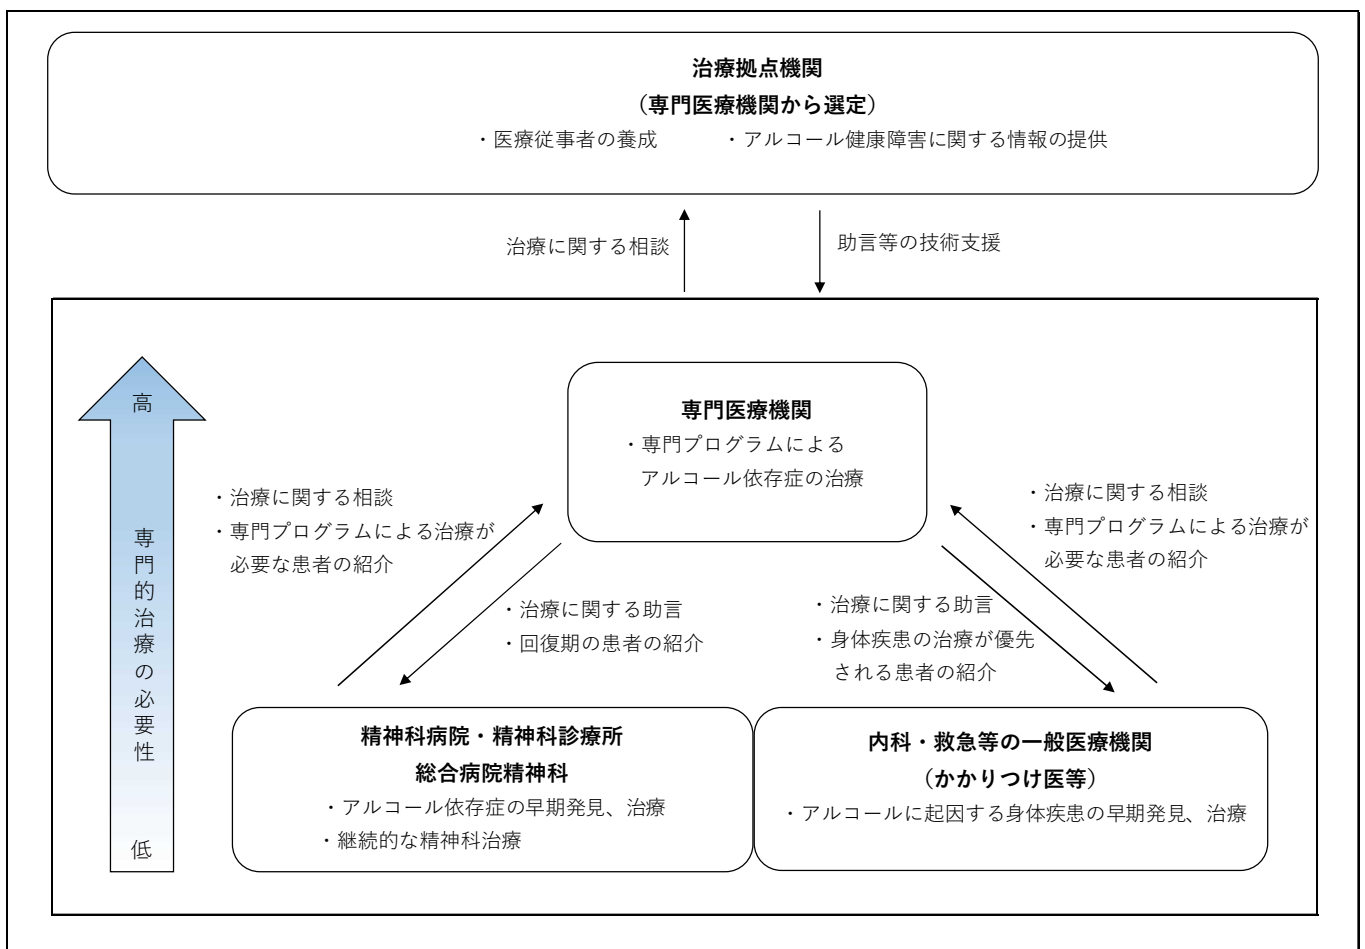 治療拠点機関
（専門医療機関から選定）
・医療従事者の養成　　　・アルコール健康障害に関する情報の提供
治療に関する相談
助言等の技術支援
高
専門的治療の必要性
低
専門医療機関
・専門プログラムによる
アルコール依存症の治療
・治療に関する相談
・専門プログラムによる治療が
必要な患者の紹介
・治療に関する助言
・回復期の患者の紹介
・治療に関する助言
・身体疾患の治療が優先
される患者の紹介
・治療に関する相談
・専門プログラムによる治療が
必要な患者の紹介
精神科病院・精神科診療所
総合病院精神科
・アルコール依存症の早期発見、治療
・継続的な精神科治療
内科・救急等の一般医療機関
（かかりつけ医等）
・アルコールに起因する身体疾患の早期発見、治療